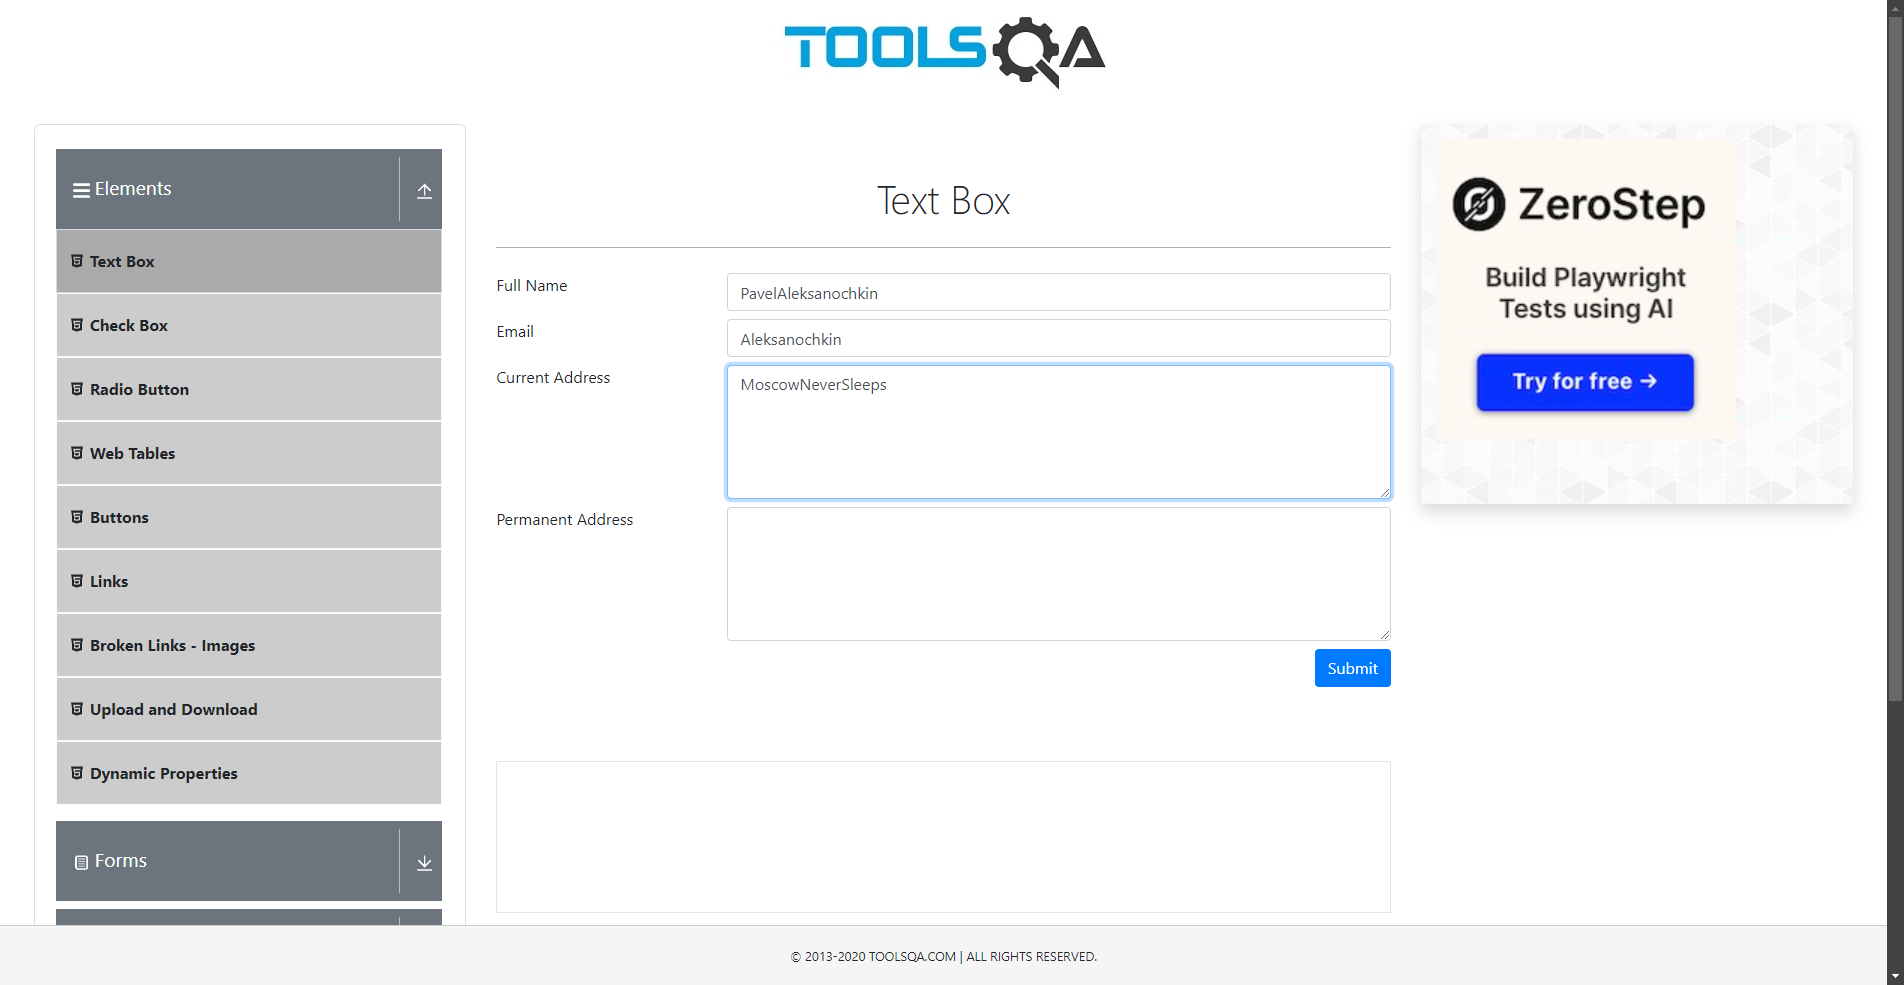 TOOLSQA
Elements
Text Box
Check Box
Radio Button
Web Tables
Buttons
Links
Broken Links - Images
Upload and Download
Dynamic Properties
Forms
Text Box
Full Name
PavelAleksanochkin
Email
Aleksanochkin
Current Address
MoscowNeverSleeps
Permanent Address
Submit
ZeroStep
Build Playwright
Tests using AI
Try for free →
© 2013-2020 TOOLSQA.COM | ALL RIGHTS RESERVED.